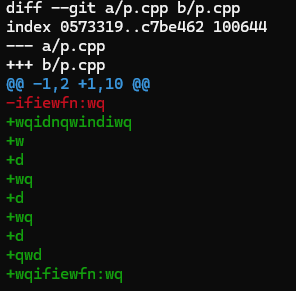 diff --git a/p.cpp b/p.cpp
index 0573319..c7be462 100644
--- a/p.cpp
+++ b/p.cpp
@@ -1,2 +1,10 @@
-ifiewfn:wq
+wqidnqwindiwq
+w
+d
+wq
+d
+wq
+d
+qwd
+wqifiewfn:wq